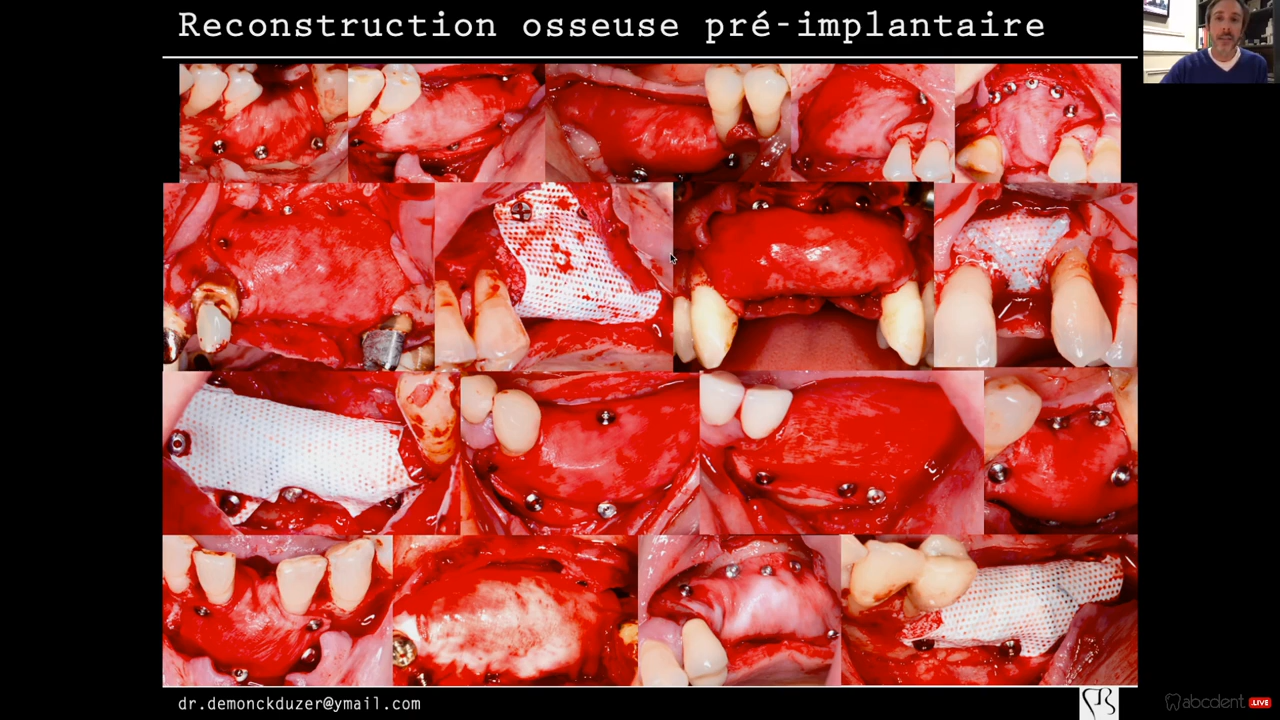 Reconstruction osseuse pré-implantaire
dr.demonckduzer@ymail.com
abcdent LIVE